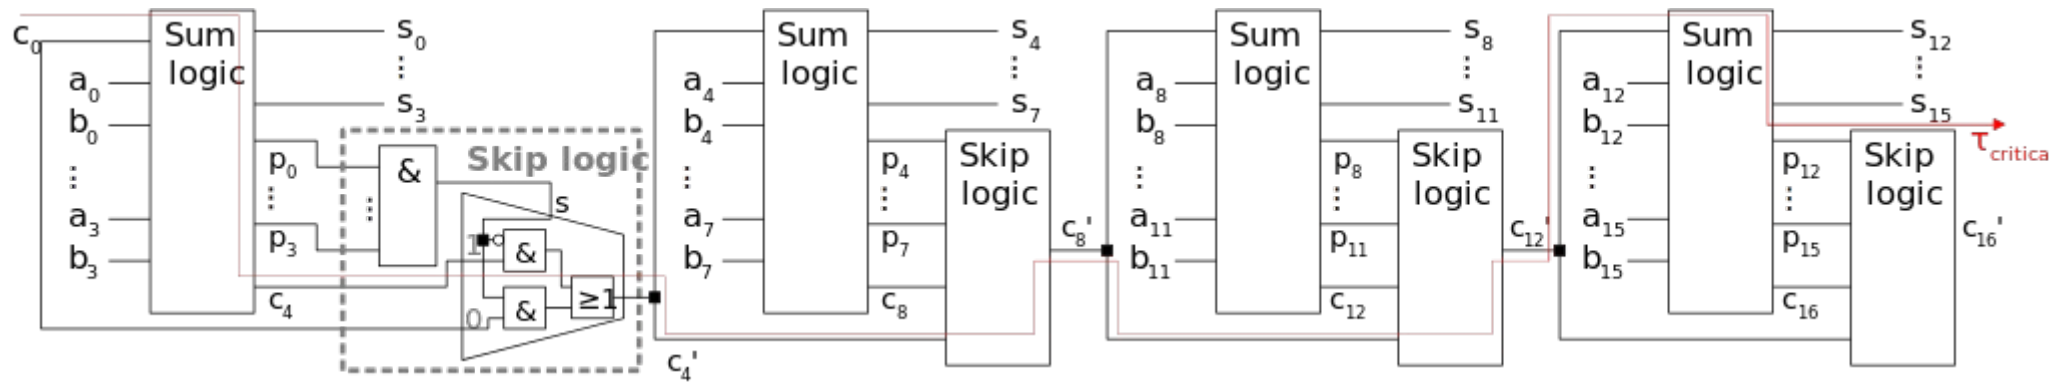 c0
Sum logic
a0
b0
⋮
a3
b3
s0
⋮
s3
p0
⋮
p3
c4
Skip logic
&
⋮
s
1
&
0
&
≥1
c4'
Sum logic
a4
b4
⋮
a7
b7
s4
⋮
s7
p4
⋮
p7
c8
Skip logic
c8'
Sum logic
a8
b8
⋮
a11
b11
s8
⋮
s11
p8
⋮
p11
c12
Skip logic
c12'
Sum logic
a12
b12
⋮
a15
b15
s12
⋮
s15
τcritica
p12
⋮
p15
c16
Skip logic
c16'